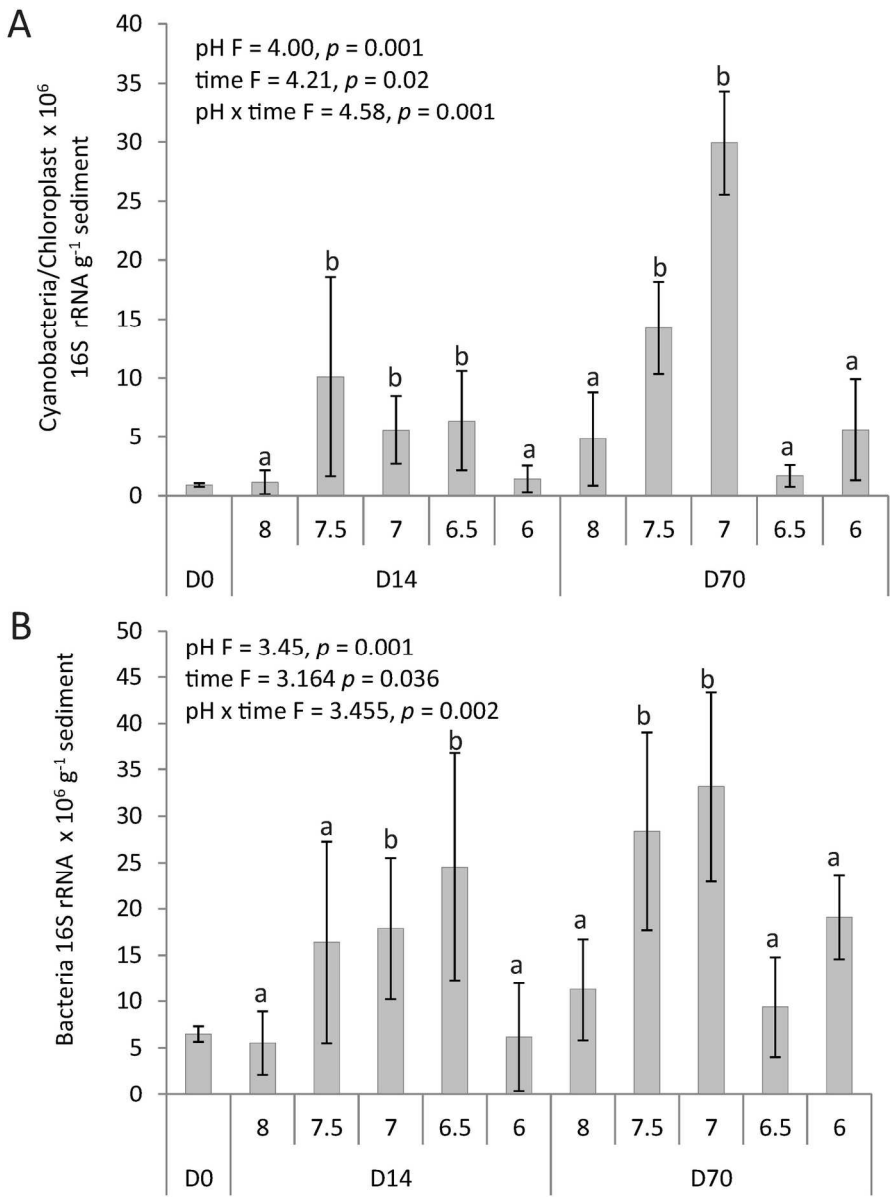 A
pH F = 4.00, p = 0.001
time F = 4.21, p = 0.02
pH x time F = 4.58, p = 0.001
Cyanobacteria/Chloroplast x 10⁶
16S rRNA g⁻¹ sediment
40
35
30
25
20
15
10
5
0
a
b
b
b
a
a
b
b
a
a
8 7.5 7 6.5 6 8 7.5 7 6.5 6
D0 D14 D70
B
pH F = 3.45, p = 0.001
time F = 3.164 p = 0.036
pH x time F = 3.455, p = 0.002
Bacteria 16S rRNA x 10⁶ g⁻¹ sediment
50
45
40
35
30
25
20
15
10
5
0
a
a
b
b
a
a
b
b
a
a
8 7.5 7 6.5 6 8 7.5 7 6.5 6
D0 D14 D70